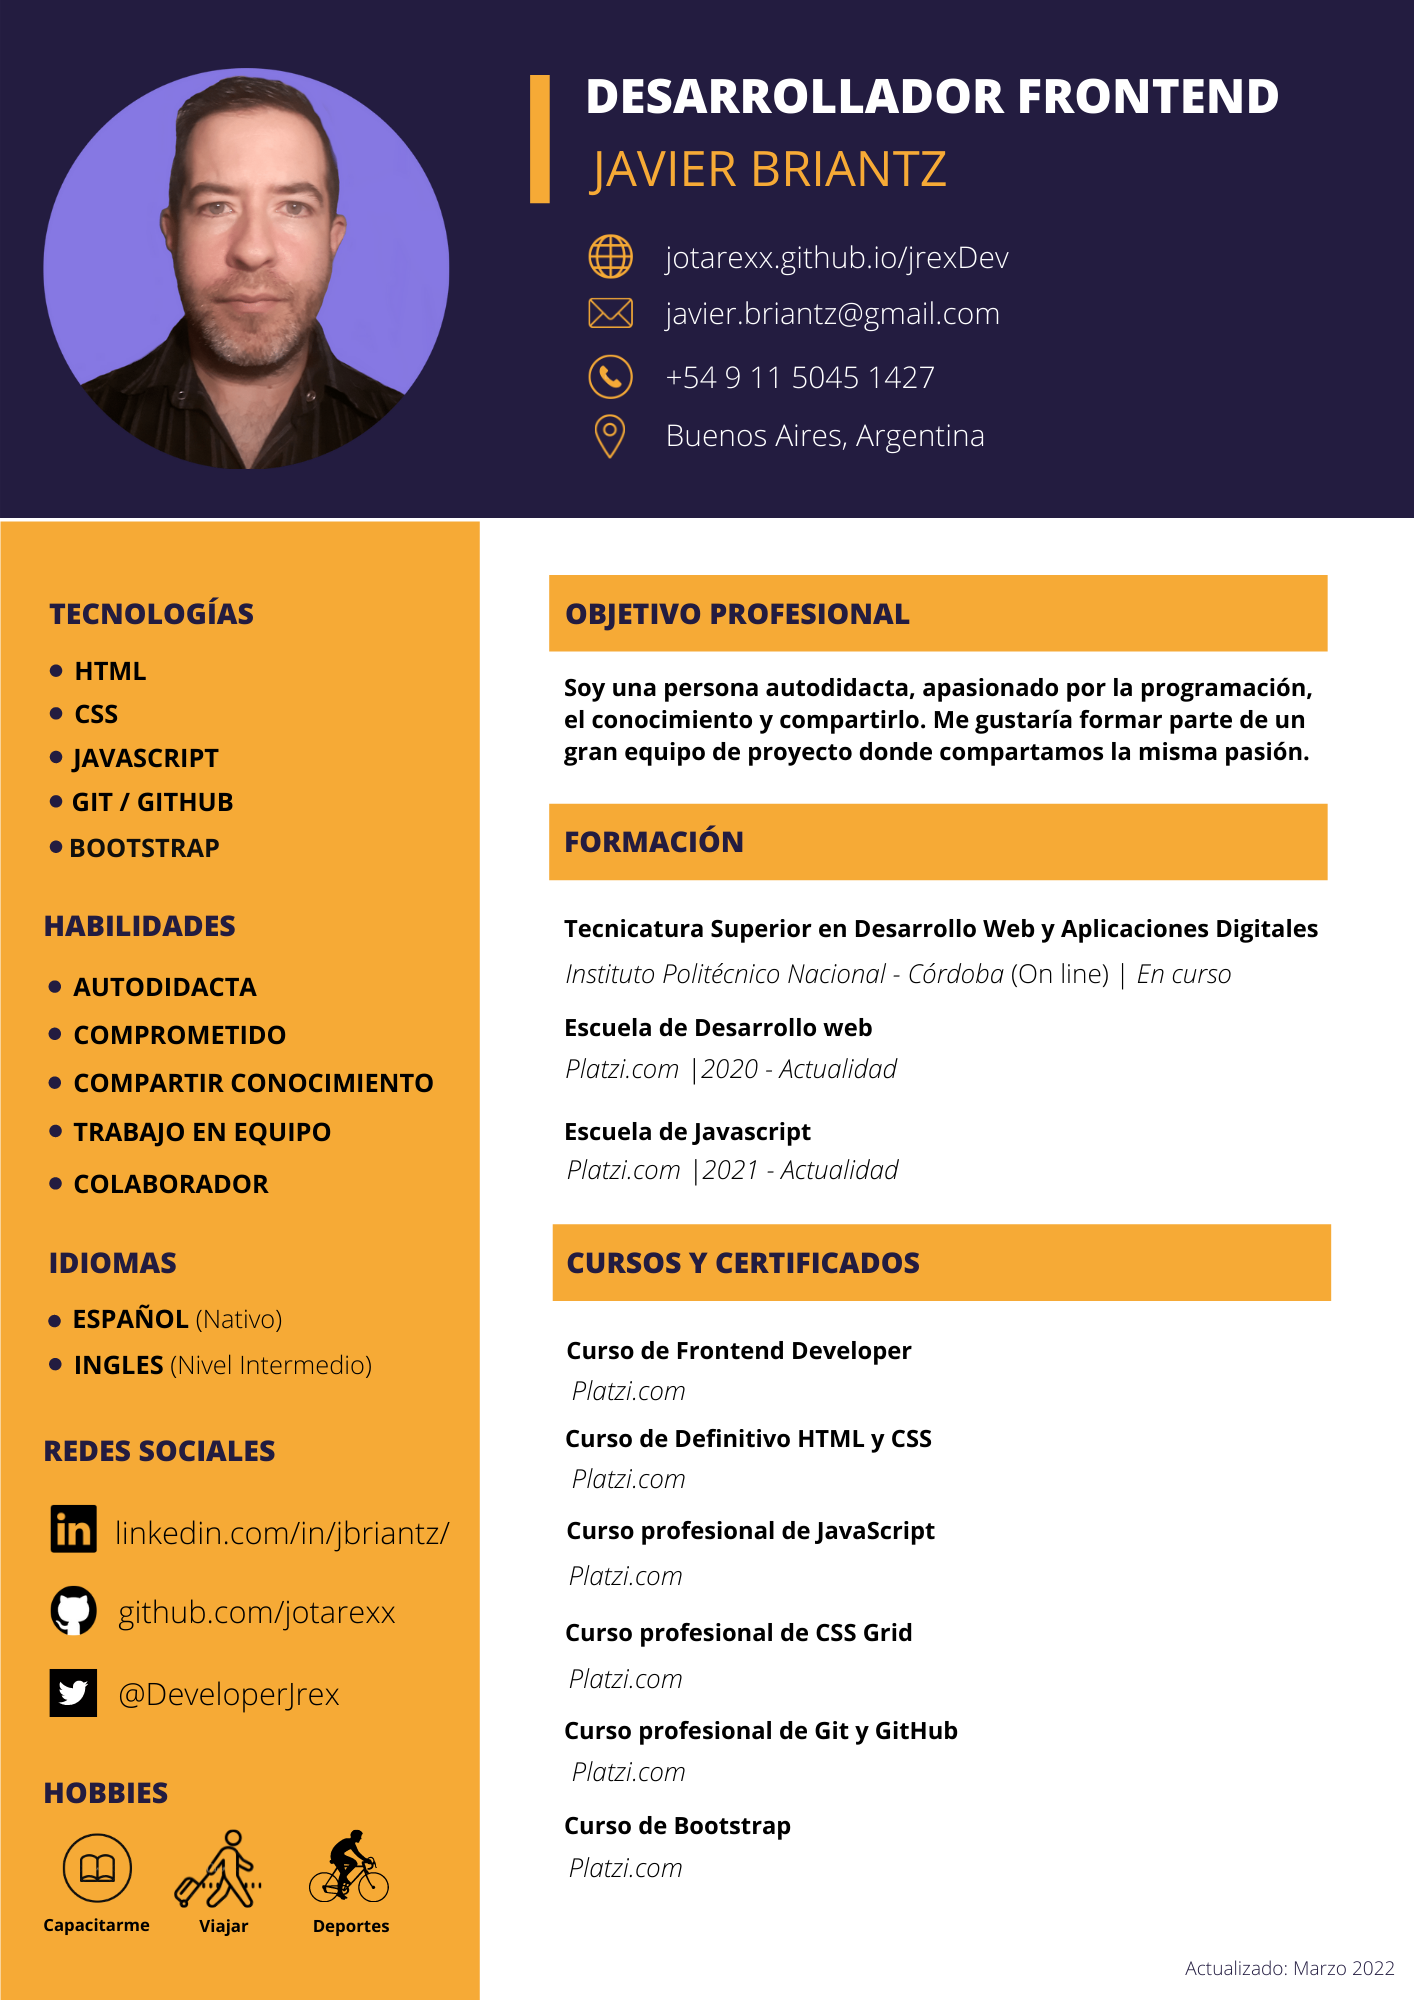 DESARROLLADOR FRONTEND
JAVIER BRIANTZ
jotarexx.github.io/jrexDev
javier.briantz@gmail.com
+54 9 11 5045 1427
Buenos Aires, Argentina
TECNOLOGÍAS
HTML
CSS
JAVASCRIPT
GIT / GITHUB
BOOTSTRAP
HABILIDADES
AUTODIDACTA
COMPROMETIDO
COMPARTIR CONOCIMIENTO
TRABAJO EN EQUIPO
COLABORADOR
IDIOMAS
ESPAÑOL (Nativo)
INGLES (Nivel Intermedio)
REDES SOCIALES
linkedin.com/in/jbriantz/
github.com/jotarexx
@DeveloperJrex
HOBBIES
Capacitarme
Viajar
Deportes
OBJETIVO PROFESIONAL
Soy una persona autodidacta, apasionado por la programación,
el conocimiento y compartirlo. Me gustaría formar parte de un
gran equipo de proyecto donde compartamos la misma pasión.
FORMACIÓN
Tecnicatura Superior en Desarrollo Web y Aplicaciones Digitales
Instituto Politécnico Nacional - Córdoba (On line) | En curso
Escuela de Desarrollo web
Platzi.com |2020 - Actualidad
Escuela de Javascript
Platzi.com |2021 - Actualidad
CURSOS Y CERTIFICADOS
Curso de Frontend Developer
Platzi.com
Curso de Definitivo HTML y CSS
Platzi.com
Curso profesional de JavaScript
Platzi.com
Curso profesional de CSS Grid
Platzi.com
Curso profesional de Git y GitHub
Platzi.com
Curso de Bootstrap
Platzi.com
Actualizado: Marzo 2022